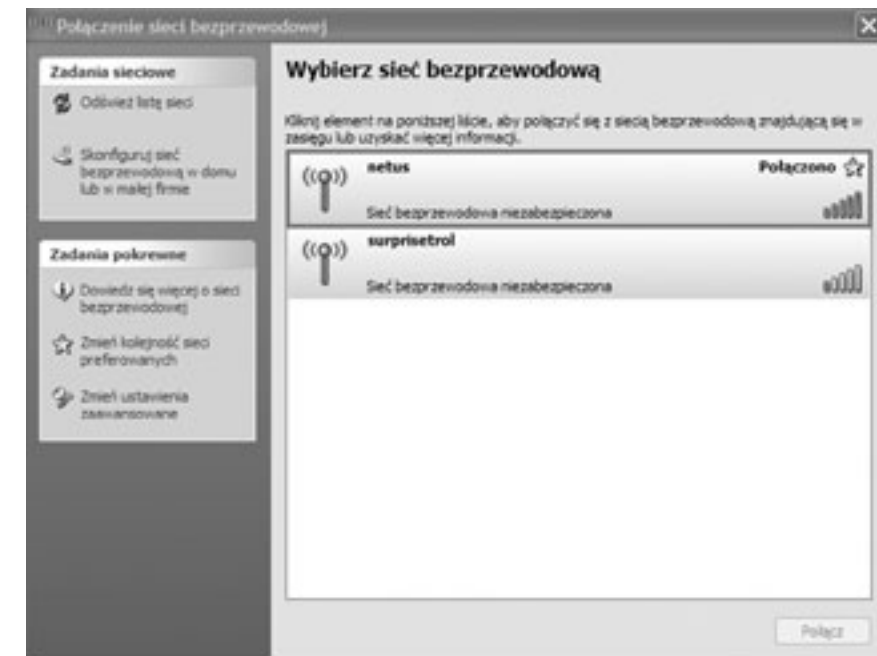 Połączenie sieci bezprzewodowej
Zadania sieciowe
Odśwież listę sieci
Skonfiguruj sieć
bezprzewodową w domu
lub w małej firmie
Zadania pokrewne
Dowiedz się więcej o sieci
bezprzewodowej
Zmień kolejność sieci
preferowanych
Zmień ustawienia
zaawansowane
Wybierz sieć bezprzewodową
Kliknij element na poniższej liście, aby połączyć się z siecią bezprzewodową znajdującą się w
zasięgu lub uzyskać więcej informacji.
netus
Połączono
Sieć bezprzewodowa niezabezpieczona
surprisetrol
Sieć bezprzewodowa niezabezpieczona
Połącz